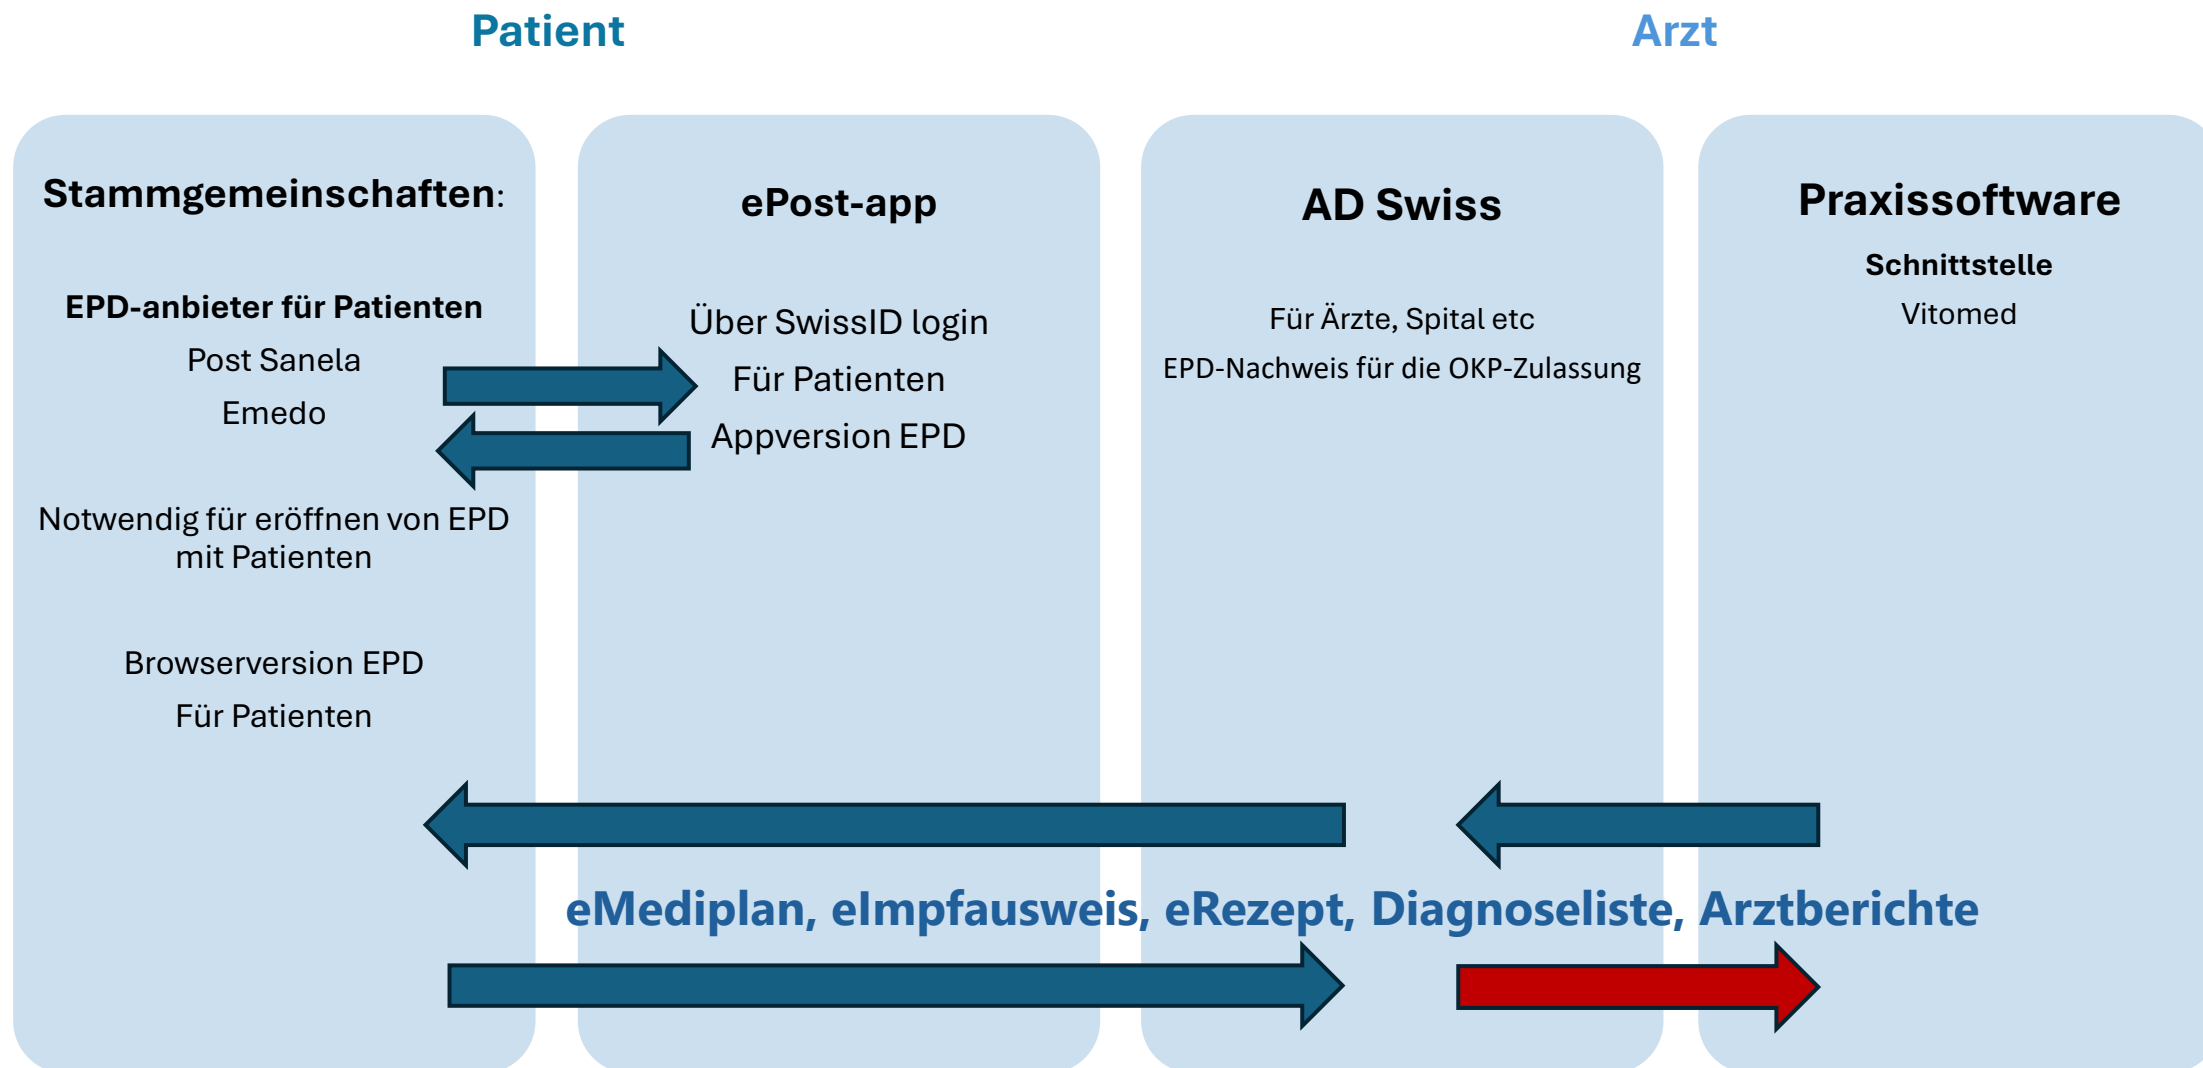 Patient
Arzt
Stammgemeinschaften:
EPD-anbieter für Patienten
Post Sanela
Emedo
Notwendig für eröffnen von EPD
mit Patienten
Browserversion EPD
Für Patienten
ePost-app
Über SwissID login
Für Patienten
Appversion EPD
AD Swiss
Für Ärzte, Spital etc
EPD-Nachweis für die OKP-Zulassung
Praxissoftware
Schnittstelle
Vitomed
eMediplan, eImpfausweis, eRezept, Diagnoseliste, Arztberichte